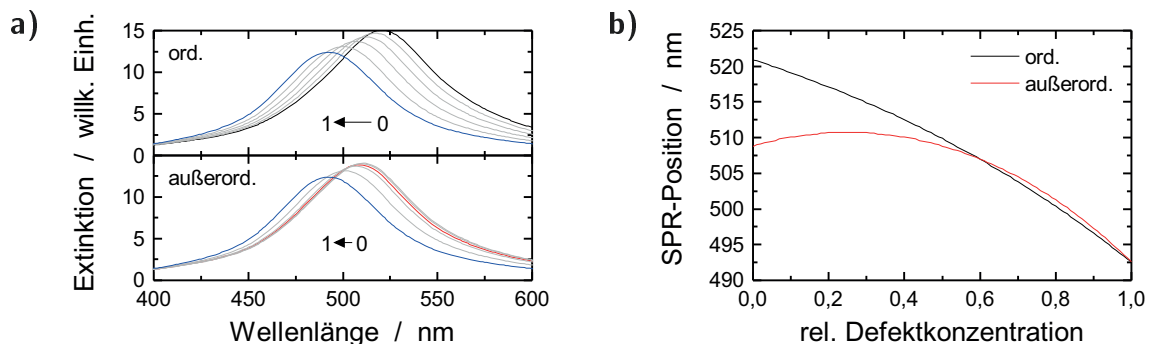 a)
Extinktion / willk. Einh.
15
10
5
0
ord.
1 0
10
5
0
außerord.
1 0
400 450 500 550 600
Wellenlänge / nm
b)
SPR-Position / nm
520
515
510
505
500
495
490
ord.
außerord.
0,0 0,2 0,4 0,6 0,8 1,0
rel. Defektkonzentration